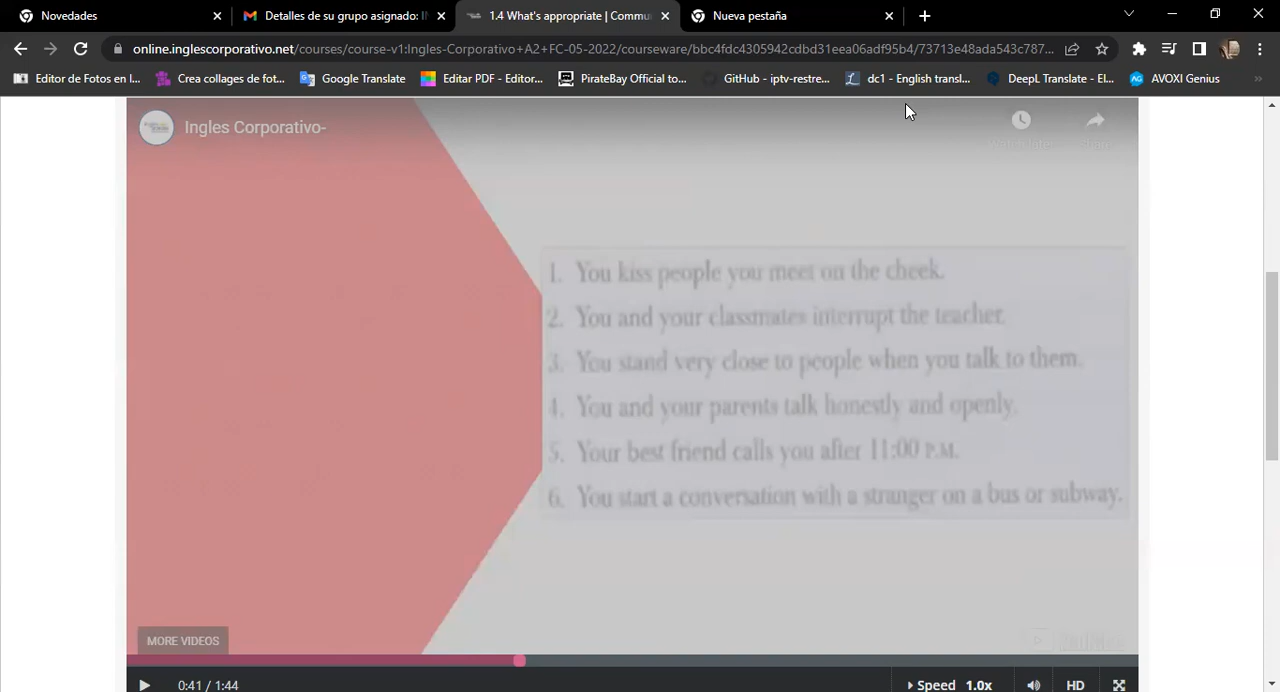 Novedades
Detalles de su grupo asignado: I
1.4 What's appropriate | Commu
Nueva pestaña
online.inglescorporativo.net/courses/course-v1:Ingles-Corporativo+A2+FC-05-2022/courseware/bbc4fdc4305942cdbd31eea06adf95b4/73713e48ada543c787...
Editor de Fotos en l...
Crea collages de fot...
Google Translate
Editar PDF - Editor...
PirateBay Official to...
GitHub - iptv-restre...
dc1 - English transl...
DeepL Translate - El...
AVOXI Genius
Ingles Corporativo-
Watch later
Share
1. You kiss people you meet on the cheek.
2. You and your classmates interrupt the teacher.
3. You stand very close to people when you talk to them.
4. You and your parents talk honestly and openly.
5. Your best friend calls you after 11:00 P.M.
6. You start a conversation with a stranger on a bus or subway.
MORE VIDEOS
YouTube
0:41 / 1:44
Speed 1.0x
HD